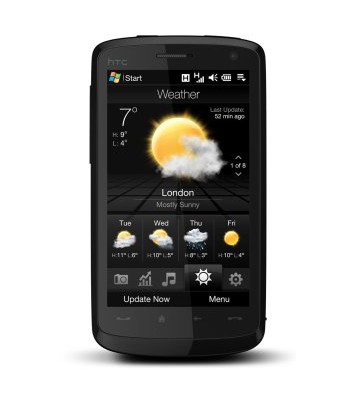 hTC
Start
Weather
7°
H: 9°
L: 4°
Last Update:
52 min ago
1 of 8
London
Mostly Sunny
Tue Wed Thu Fri
H:11° L:6° H:10° L:5° H:8° L:3° H:10° L:4°
Update Now Menu